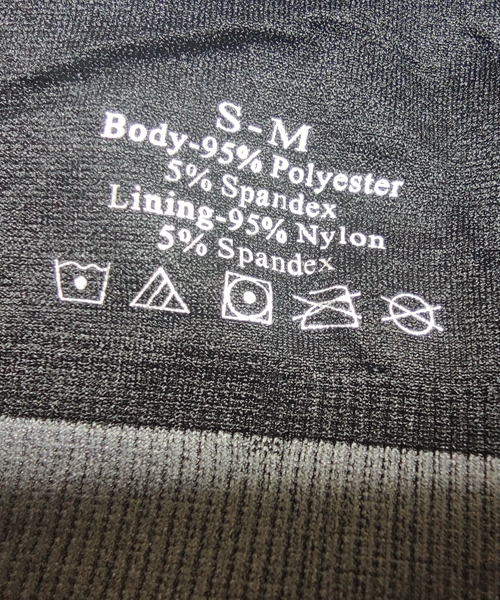 S-M
Body-95% Polyester
5% Spandex
Lining-95% Nylon
5% Spandex